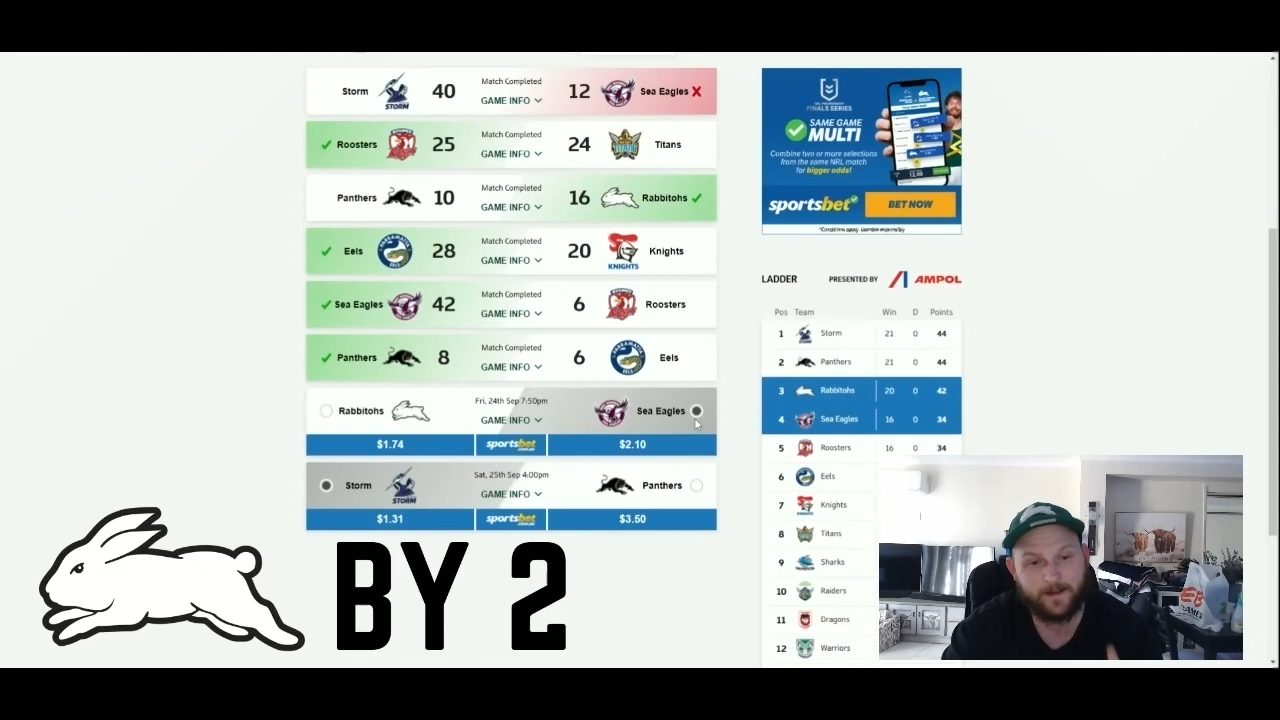 Storm STORM 40 Match Completed GAME INFO 12 Sea Eagles
Roosters 25 Match Completed GAME INFO 24 Titans
Panthers 10 Match Completed GAME INFO 16 Rabbitohs
Eels 28 Match Completed GAME INFO 20 KNIGHTS Knights
Sea Eagles 42 Match Completed GAME INFO 6 Roosters
Panthers 8 Match Completed GAME INFO 6 Eels
Rabbitohs Fri, 24th Sep 7:50pm GAME INFO Sea Eagles
$1.74 sportsbet $2.10
Storm STORM Sat, 25th Sep 4:00pm GAME INFO Panthers
$1.31 sportsbet $3.50
FINALS SERIES
SAME GAME
MULTI
Combine two or more selections
from the same NRL match
for bigger odds!
sportsbet BET NOW
LADDER PRESENTED BY AMPOL
Pos Team Win D Points
1 Storm 21 0 44
2 Panthers 21 0 44
3 Rabbitohs 20 0 42
4 Sea Eagles 16 0 34
5 Roosters 16 0 34
6 Eels
7 Knights
8 Titans
9 Sharks
10 Raiders
11 Dragons
12 Warriors
BY 2